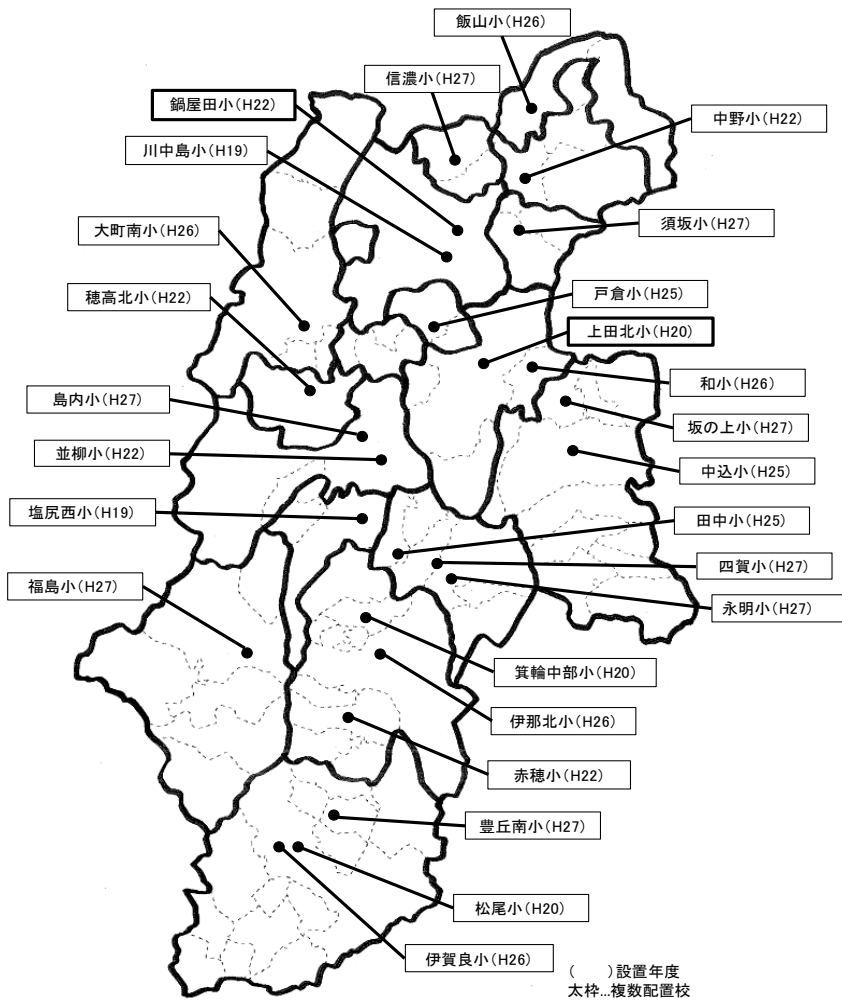 飯山小(H26)
信濃小(H27)
鍋屋田小(H22)
中野小(H22)
川中島小(H19)
大町南小(H26)
須坂小(H27)
穂高北小(H22)
戸倉小(H25)
上田北小(H20)
和小(H26)
島内小(H27)
坂の上小(H27)
並柳小(H22)
中込小(H25)
塩尻西小(H19)
田中小(H25)
四賀小(H27)
福島小(H27)
永明小(H27)
箕輪中部小(H20)
伊那北小(H26)
赤穂小(H22)
豊丘南小(H27)
松尾小(H20)
伊賀良小(H26)
(　　)設置年度
太枠…複数配置校